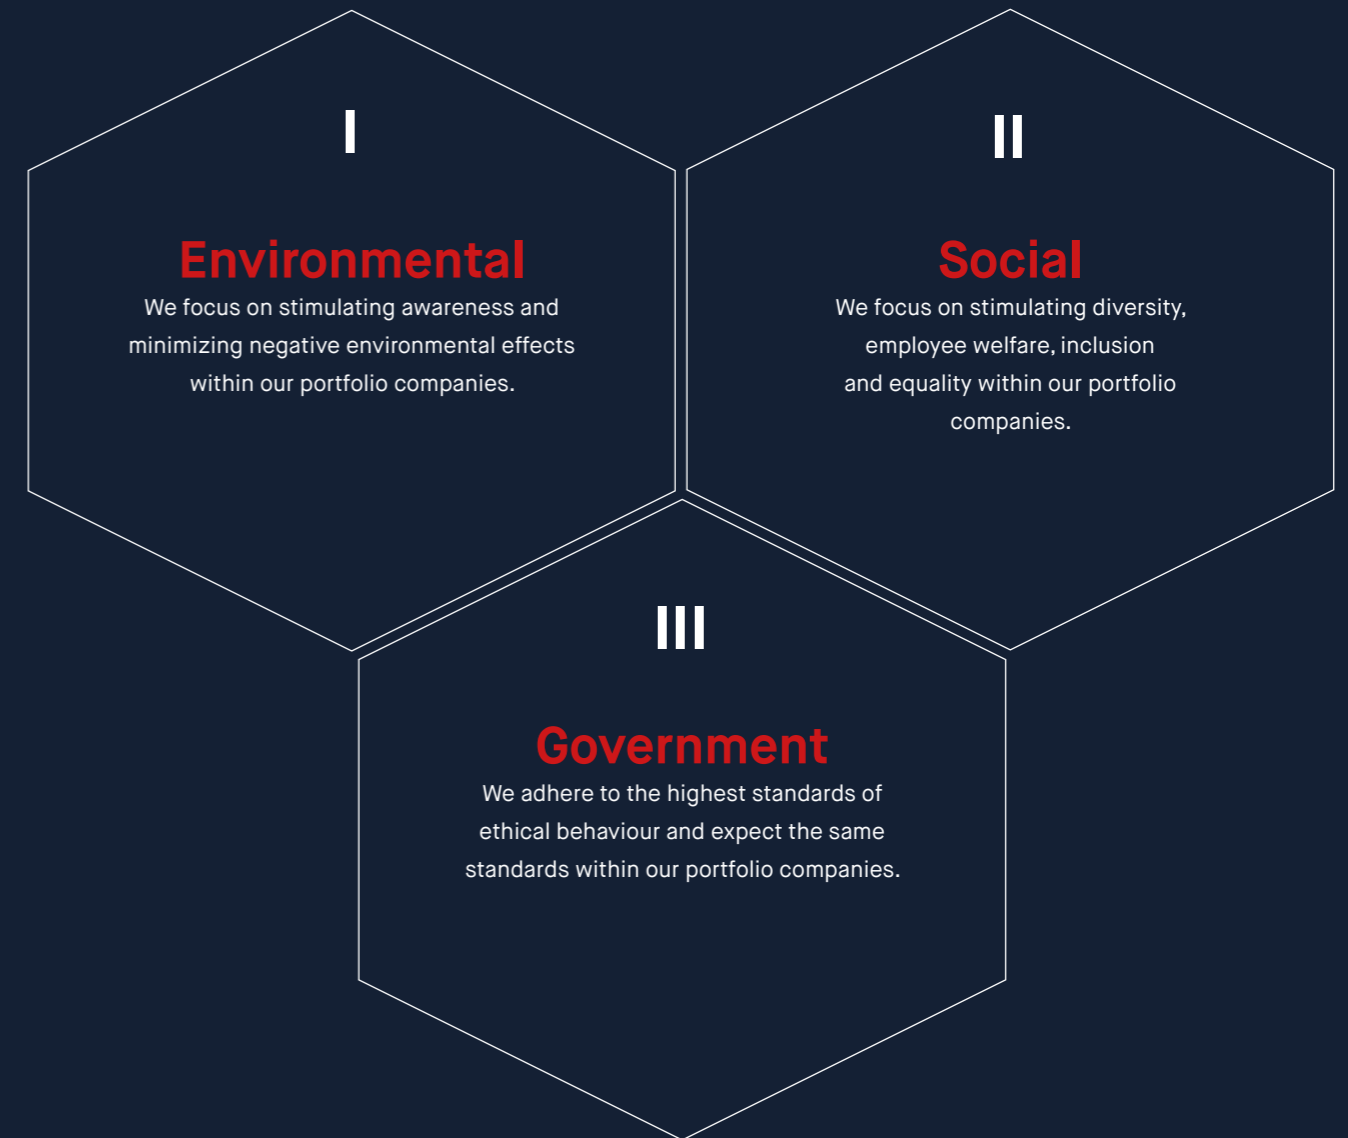 I
Environmental
We focus on stimulating awareness and
minimizing negative environmental effects
within our portfolio companies.
II
Social
We focus on stimulating diversity,
employee welfare, inclusion
and equality within our portfolio
companies.
III
Government
We adhere to the highest standards of
ethical behaviour and expect the same
standards within our portfolio companies.